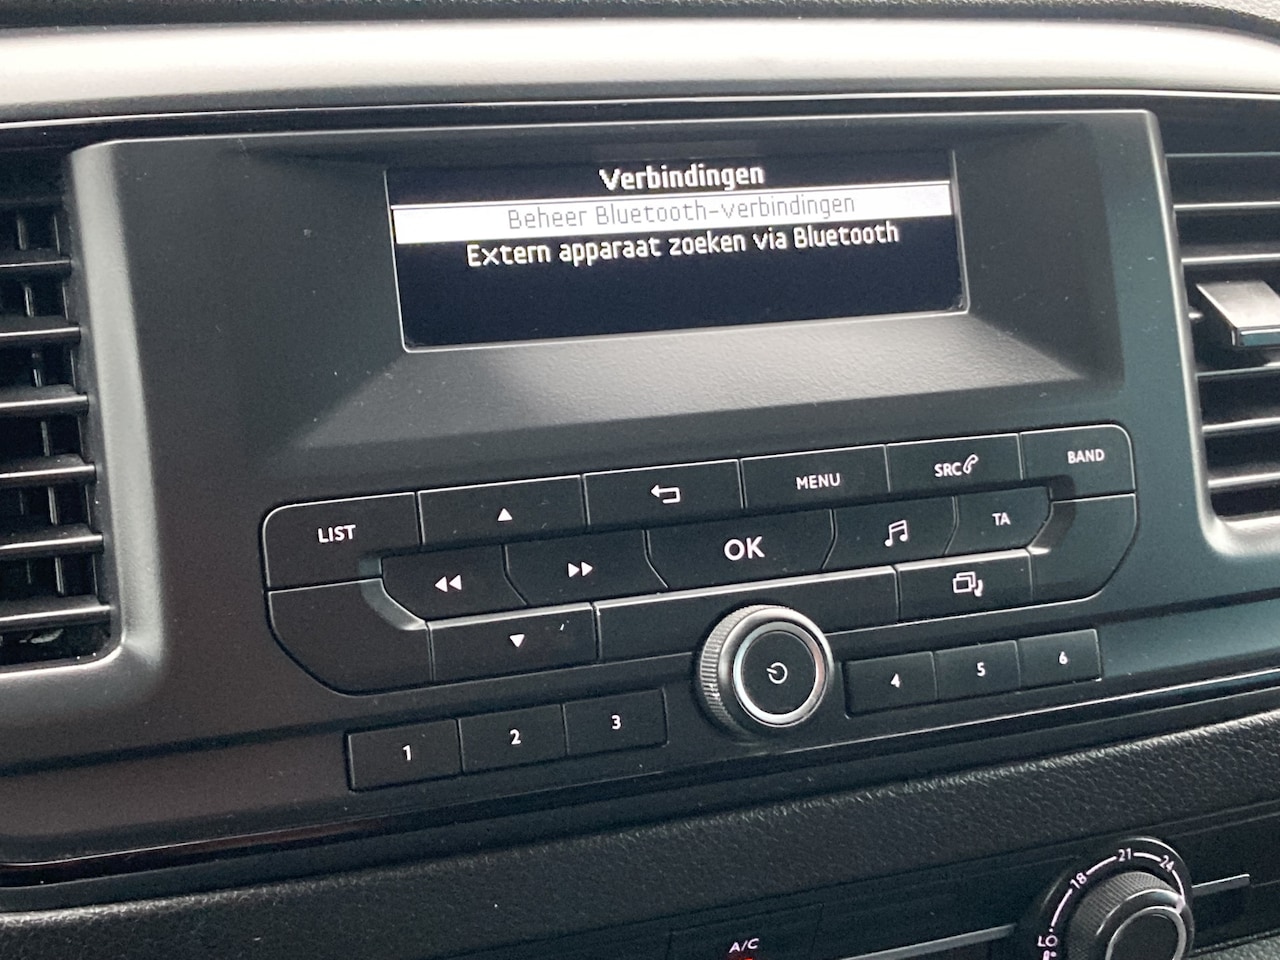 Verbindingen
Beheer Bluetooth-verbindingen
Extern apparaat zoeken via Bluetooth
LIST
MENU
SRC
BAND
OK
TA
1
2
3
4
5
6
A/C
LO
18
21
24